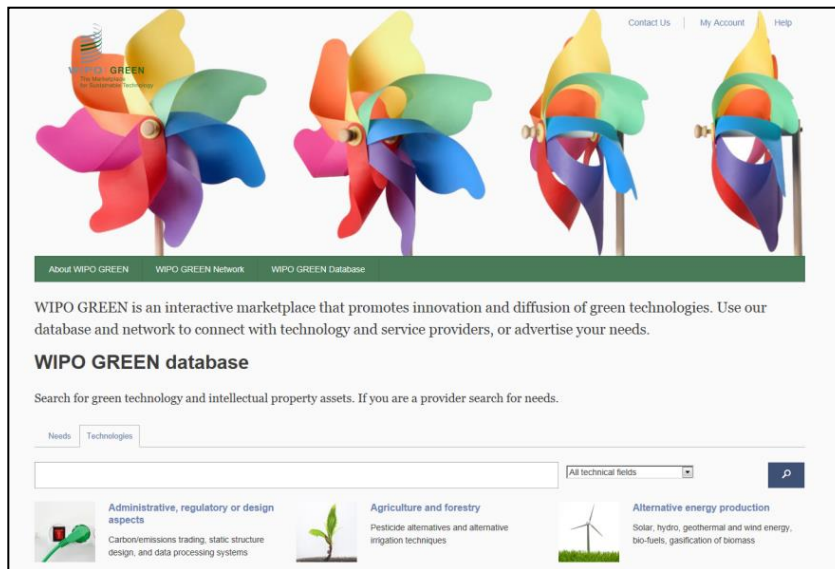 Contact Us
My Account
Help
WIPO GREEN
The Marketplace
for Sustainable Technology
About WIPO GREEN
WIPO GREEN Network
WIPO GREEN Database
WIPO GREEN is an interactive marketplace that promotes innovation and diffusion of green technologies. Use our
database and network to connect with technology and service providers, or advertise your needs.
WIPO GREEN database
Search for green technology and intellectual property assets. If you are a provider search for needs.
Needs
Technologies
All technical fields
Administrative, regulatory or design
aspects
Carbon/emissions trading, static structure
design, and data processing systems
Agriculture and forestry
Pesticide alternatives and alternative
irrigation techniques
Alternative energy production
Solar, hydro, geothermal and wind energy,
bio-fuels, gasification of biomass